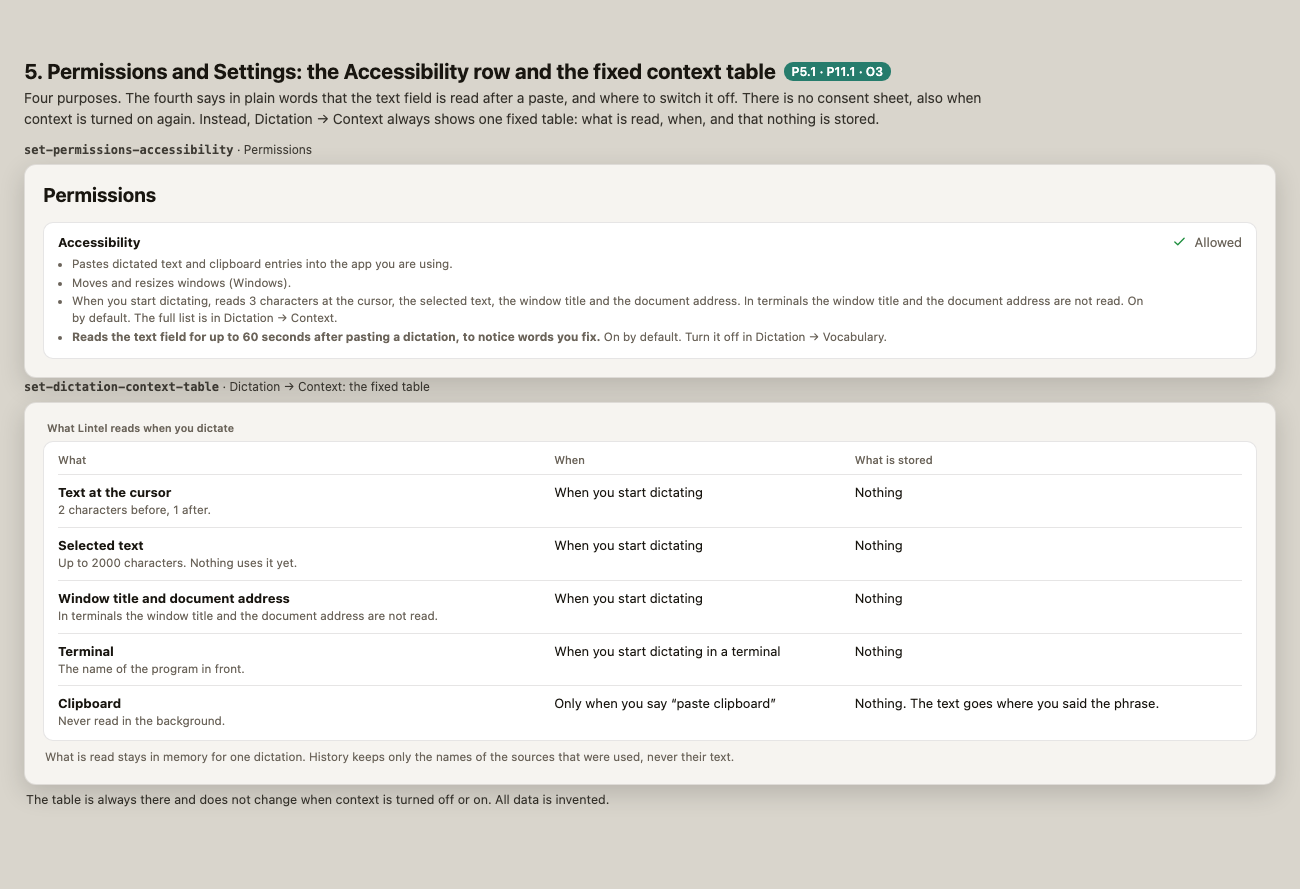 5. Permissions and Settings: the Accessibility row and the fixed context table P5.1 · P11.1 · O3
Four purposes. The fourth says in plain words that the text field is read after a paste, and where to switch it off. There is no consent sheet, also when
context is turned on again. Instead, Dictation → Context always shows one fixed table: what is read, when, and that nothing is stored.
set-permissions-accessibility · Permissions
Permissions
Accessibility ✓ Allowed
• Pastes dictated text and clipboard entries into the app you are using.
• Moves and resizes windows (Windows).
• When you start dictating, reads 3 characters at the cursor, the selected text, the window title and the document address. In terminals the window title and the document address are not read. On
by default. The full list is in Dictation → Context.
• Reads the text field for up to 60 seconds after pasting a dictation, to notice words you fix. On by default. Turn it off in Dictation → Vocabulary.
set-dictation-context-table · Dictation → Context: the fixed table
What Lintel reads when you dictate
What When What is stored
Text at the cursor When you start dictating Nothing
2 characters before, 1 after.
Selected text When you start dictating Nothing
Up to 2000 characters. Nothing uses it yet.
Window title and document address When you start dictating Nothing
In terminals the window title and the document address are not read.
Terminal When you start dictating in a terminal Nothing
The name of the program in front.
Clipboard Only when you say “paste clipboard” Nothing. The text goes where you said the phrase.
Never read in the background.
What is read stays in memory for one dictation. History keeps only the names of the sources that were used, never their text.
The table is always there and does not change when context is turned off or on. All data is invented.